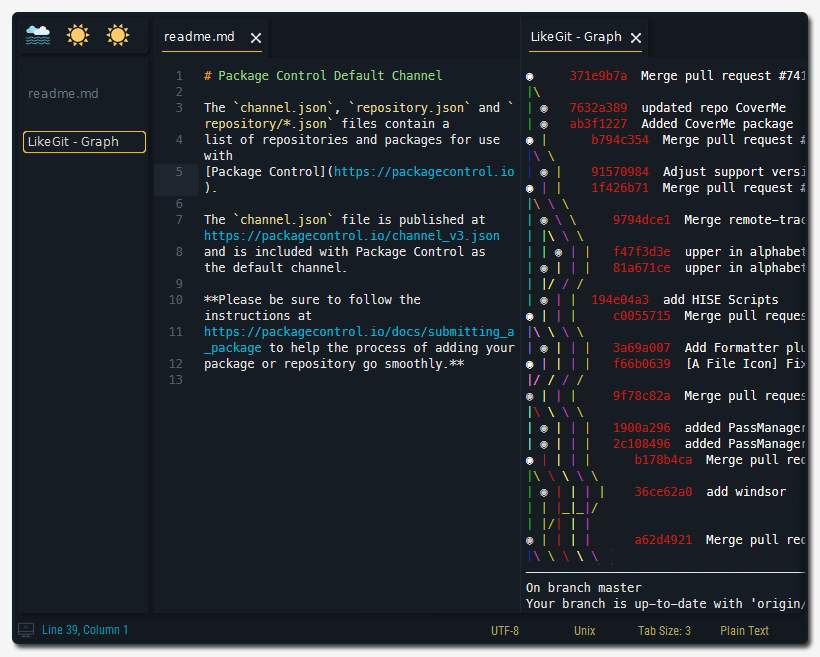 readme.md
LikeGit - Graph
readme.md ×
1 # Package Control Default Channel
2
3 The `channel.json`, `repository.json` and `
repository/*.json` files contain a
4 list of repositories and packages for use
with
5 [Package Control](https://packagecontrol.io
).
6
7 The `channel.json` file is published at
https://packagecontrol.io/channel_v3.json
8 and is included with Package Control as
the default channel.
9
10 **Please be sure to follow the
instructions at
11 https://packagecontrol.io/docs/submitting_a
_package to help the process of adding your
12 package or repository go smoothly.**
13
LikeGit - Graph ×
371e9b7a Merge pull request #741
7632a389 updated repo CoverMe
ab3f1227 Added CoverMe package
b794c354 Merge pull request #
91570984 Adjust support versi
1f426b71 Merge pull request #
9794dce1 Merge remote-trac
f47f3d3e upper in alphabet
81a671ce upper in alphabet
194e04a3 add HISE Scripts
c0055715 Merge pull reques
3a69a007 Add Formatter plu
f66b0639 [A File Icon] Fix
9f78c82a Merge pull reques
1900a296 added PassManager
2c108496 added PassManager
b178b4ca Merge pull req
36ce62a0 add windsor
a62d4921 Merge pull req
On branch master
Your branch is up-to-date with 'origin/
Line 39, Column 1
UTF-8
Unix
Tab Size: 3
Plain Text